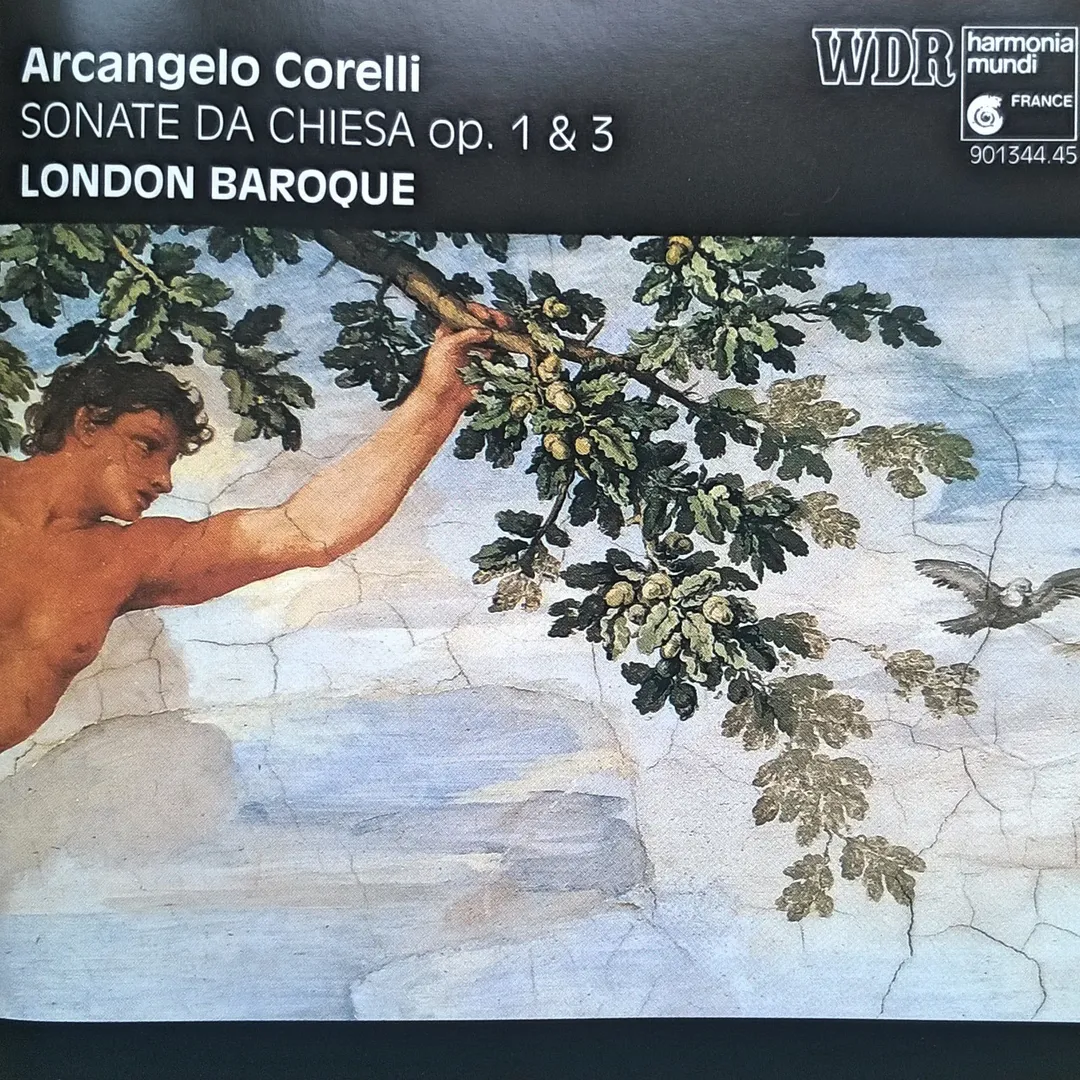 Arcangelo Corelli
SONATE DA CHIESA op. 1 & 3
LONDON BAROQUE
WDR
harmonia
mundi
FRANCE
901344.45